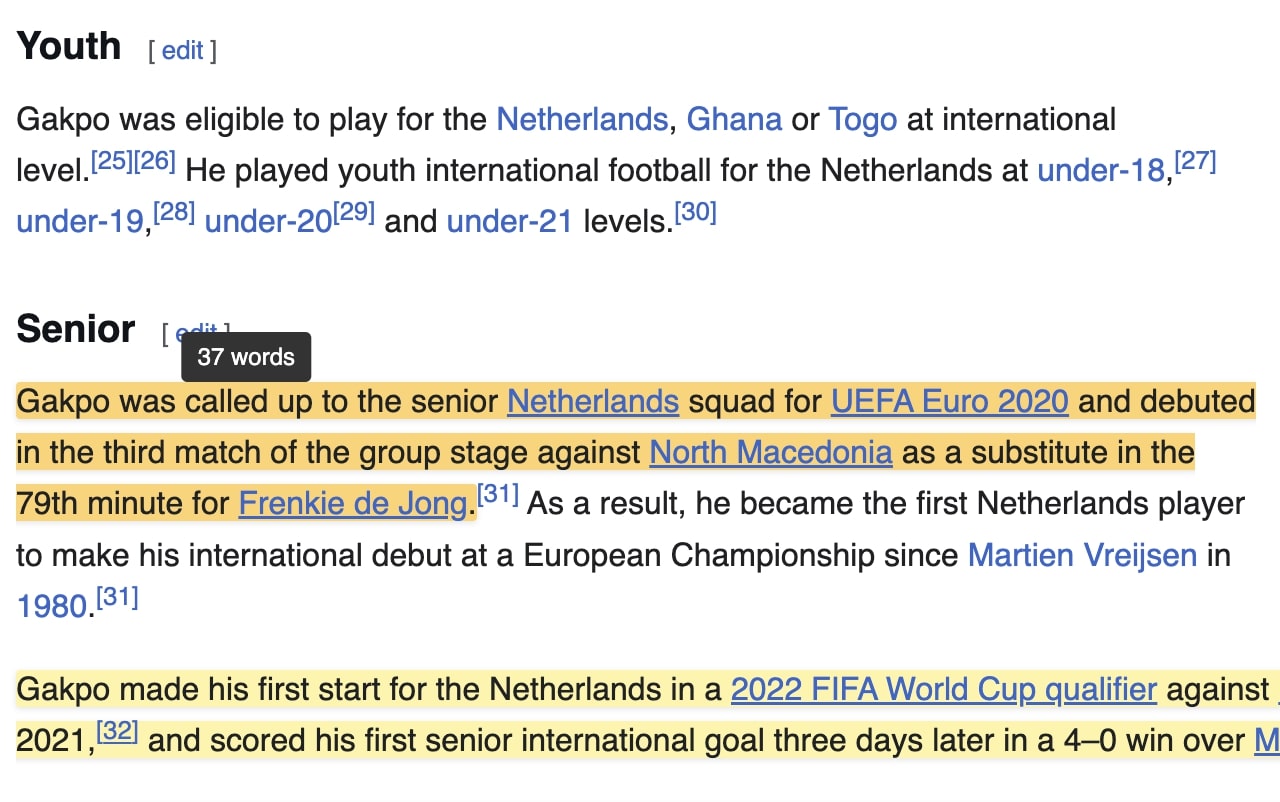 Youth [ edit ]
Gakpo was eligible to play for the Netherlands, Ghana or Togo at international
level.[25][26] He played youth international football for the Netherlands at under-18,[27]
under-19,[28] under-20[29] and under-21 levels.[30]
Senior [ edit ]
37 words
Gakpo was called up to the senior Netherlands squad for UEFA Euro 2020 and debuted
in the third match of the group stage against North Macedonia as a substitute in the
79th minute for Frenkie de Jong.[31] As a result, he became the first Netherlands player
to make his international debut at a European Championship since Martien Vreijsen in
1980.[31]
Gakpo made his first start for the Netherlands in a 2022 FIFA World Cup qualifier against
2021,[32] and scored his first senior international goal three days later in a 4–0 win over